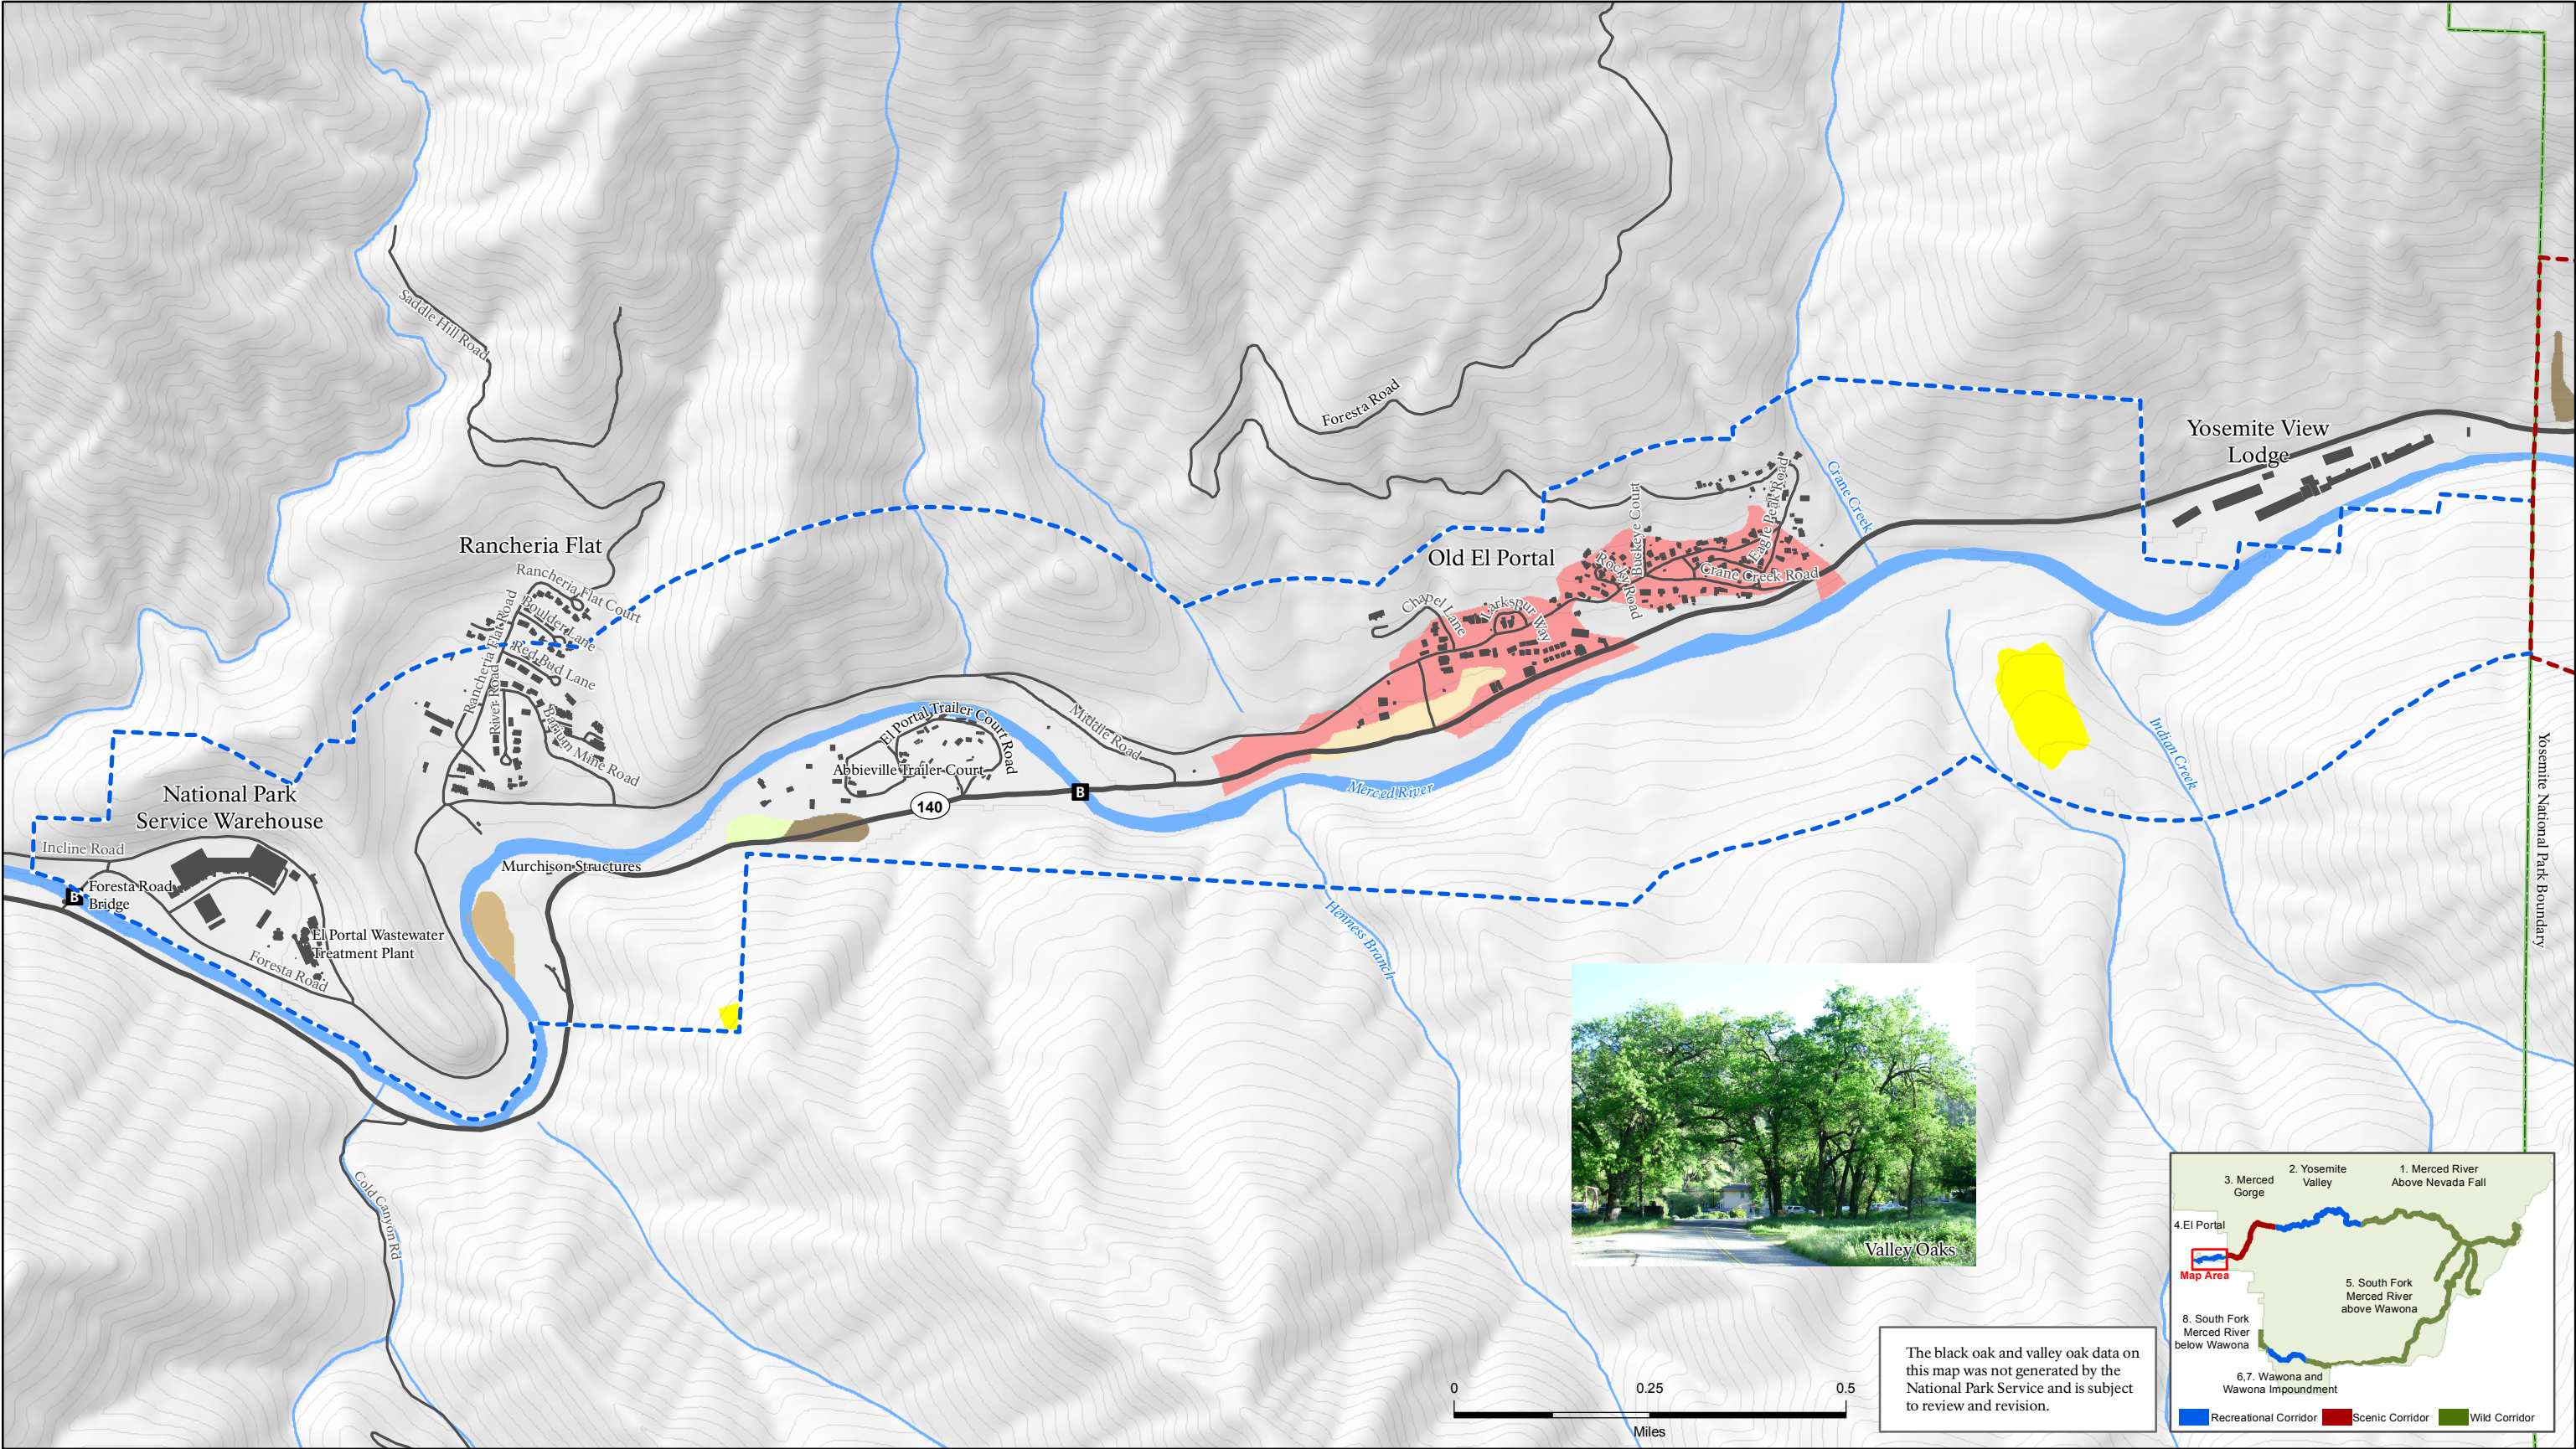 Saddle Hill Road
Foresta Road
Yosemite View
Lodge
Crane Creek
Buckeye Court
Eagle Peak Road
Rocky Road
Crane Creek Road
Old El Portal
Chapel Lane
Larkspur
Way
Rancheria Flat
Rancheria Flat Court
Boulder Lane
Red Bud Lane
Rancheria Flat Road
River Road
Barium Mine Road
El Portal Trailer Court Road
Abbieville Trailer Court
Middle Road
B
140
Merced River
Indian Creek
Yosemite National Park Boundary
National Park
Service Warehouse
Incline Road
Murchison Structures
B
Foresta Road
Bridge
El Portal Wastewater
Treatment Plant
Foresta Road
Henness Branch
Cold Canyon Rd
Valley Oaks
0
0.25
0.5
Miles
The black oak and valley oak data on
this map was not generated by the
National Park Service and is subject
to review and revision.
1. Merced River
Above Nevada Fall
2. Yosemite
Valley
3. Merced
Gorge
4.El Portal
Map Area
5. South Fork
Merced River
above Wawona
8. South Fork
Merced River
below Wawona
6,7. Wawona and
Wawona Impoundment
Recreational Corridor
Scenic Corridor
Wild Corridor